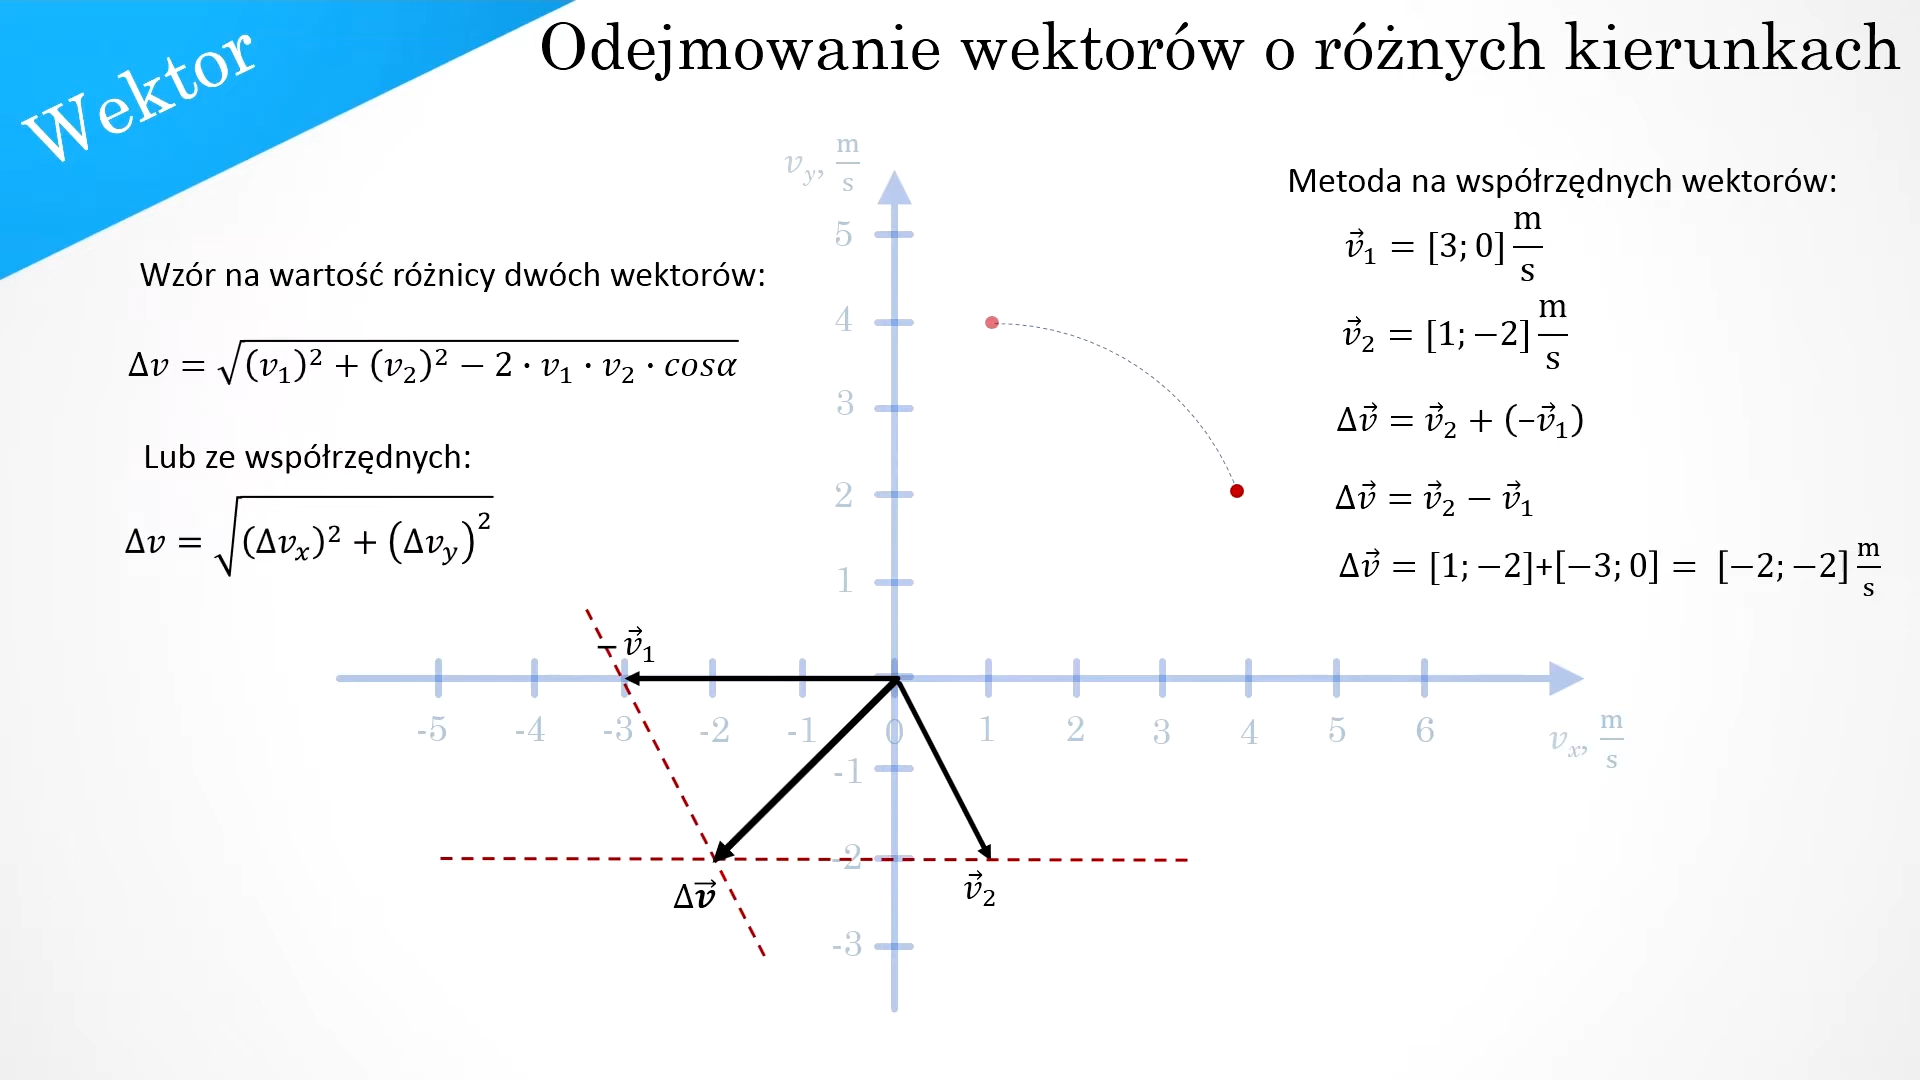 Wektor
Odejmowanie wektorów o różnych kierunkach
Wzór na wartość różnicy dwóch wektorów:
Δv = √((v₁)² + (v₂)² − 2 · v₁ · v₂ · cosα)
Lub ze współrzędnych:
Δv = √((Δvₓ)² + (Δv_y)²)
v_y, m/s
5
4
3
2
1
-5 -4 -3 -2 -1 0 1 2 3 4 5 6
vₓ, m/s
-1
-2
-3
− v⃗₁
Δv⃗
v⃗₂
Metoda na współrzędnych wektorów:
v⃗₁ = [3; 0] m/s
v⃗₂ = [1; −2] m/s
Δv⃗ = v⃗₂ + (−v⃗₁)
Δv⃗ = v⃗₂ − v⃗₁
Δv⃗ = [1; −2]+[−3; 0] = [−2; −2] m/s